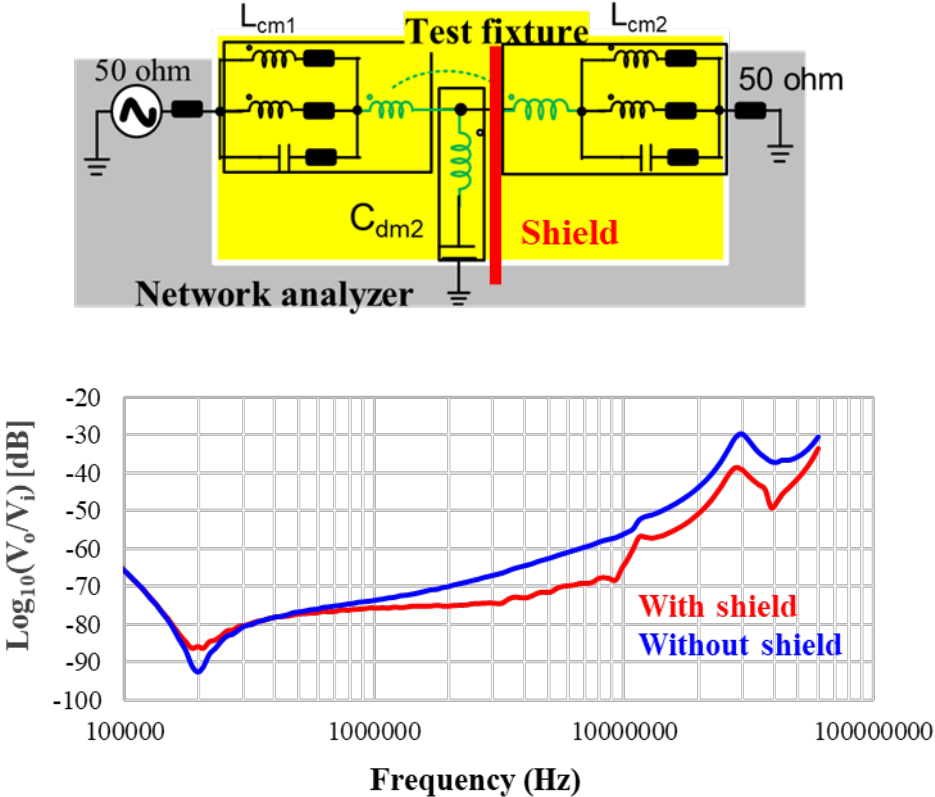 Lcm1
Test fixture
Lcm2
50 ohm
50 ohm
Cdm2
Shield
Network analyzer
-20
-30
-40
-50
-60
-70
-80
-90
-100
Log10(Vo/Vi) [dB]
With shield
Without shield
100000
1000000
10000000
100000000
Frequency (Hz)